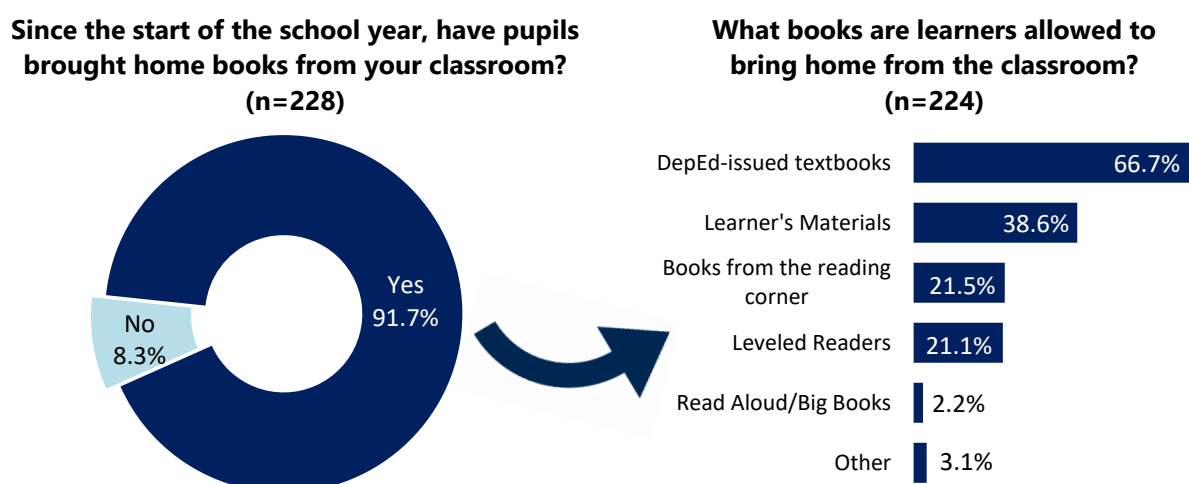 Since the start of the school year, have pupils
brought home books from your classroom?
(n=228)
Yes
91.7%
No
8.3%
What books are learners allowed to
bring home from the classroom?
(n=224)
DepEd-issued textbooks
66.7%
Learner's Materials
38.6%
Books from the reading
corner
21.5%
Leveled Readers
21.1%
Read Aloud/Big Books
2.2%
Other
3.1%